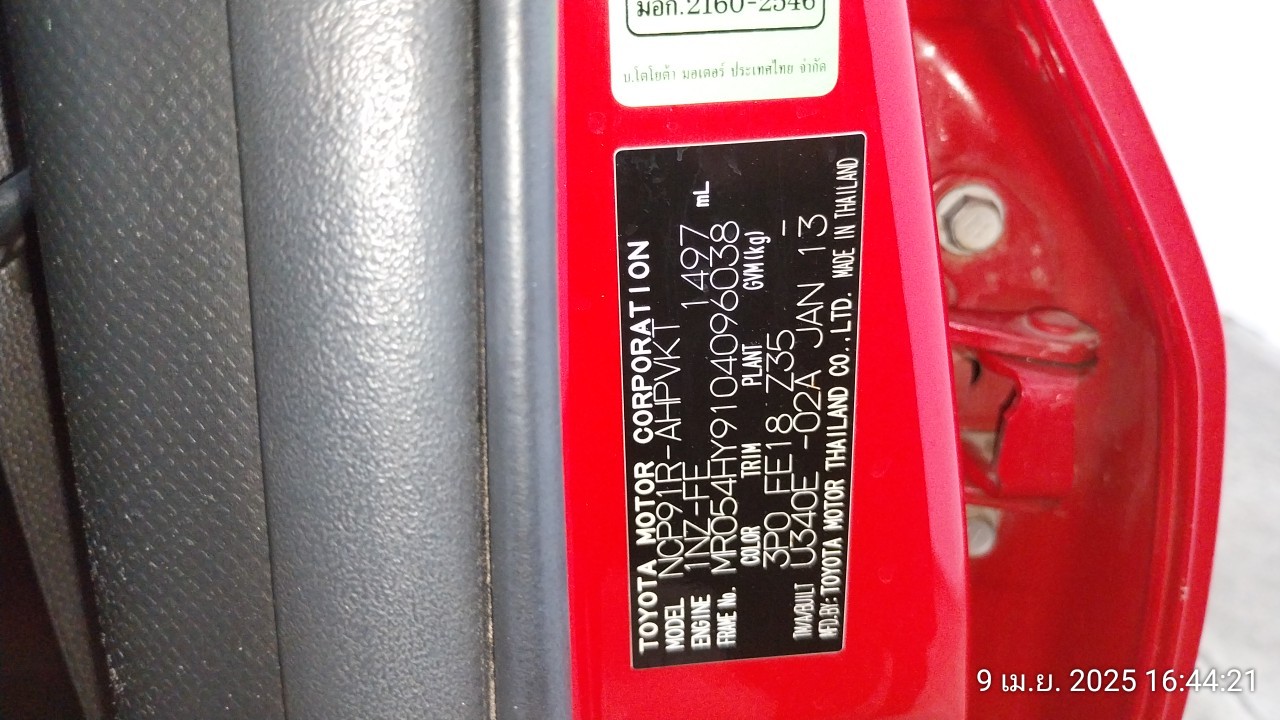 มอก.2160-2546
บ.โตโยต้า มอเตอร์ ประเทศไทย จำกัด
TOYOTA MOTOR CORPORATION
MODEL NCP91R-AHPVKT
ENGINE 1NZ-FE 1497 mL
FRAME No. MR054HY9104096038
COLOR TRIM PLANT GVM(kg)
3P0 FE18 Z35 -
T/A/BUILT U340E -02A JAN 13
MFD.BY: TOYOTA MOTOR THAILAND CO.,LTD. MADE IN THAILAND
9 เม.ย. 2025 16:44:21